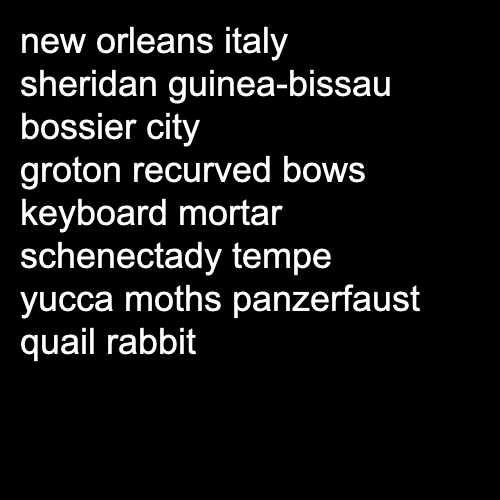 new orleans italy
sheridan guinea-bissau
bossier city
groton recurved bows
keyboard mortar
schenectady tempe
yucca moths panzerfaust
quail rabbit